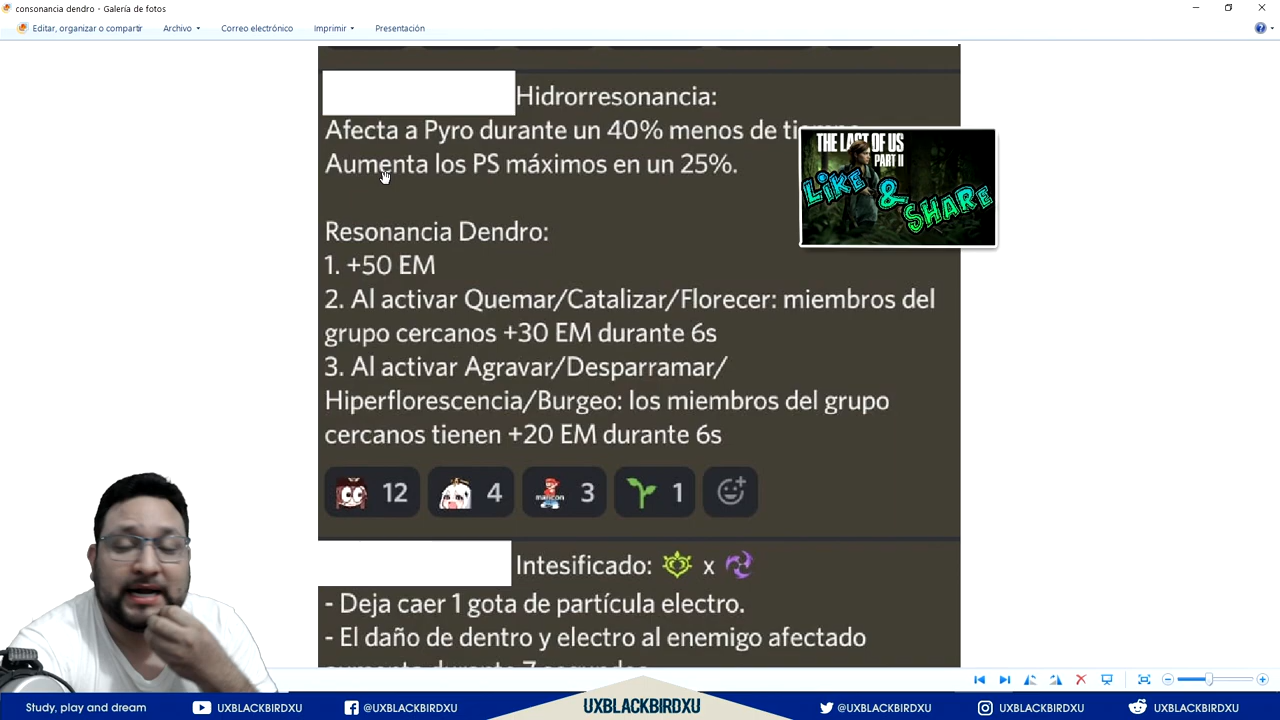 consonancia dendro - Galería de fotos
Editar, organizar o compartir Archivo Correo electrónico Imprimir Presentación
Hidrorresonancia:
Afecta a Pyro durante un 40% menos de
Aumenta los PS máximos en un 25%.
THE LAST OF US
PART II
LIKE
&
SHARE
Resonancia Dendro:
1. +50 EM
2. Al activar Quemar/Catalizar/Florecer: miembros del
grupo cercanos +30 EM durante 6s
3. Al activar Agravar/Desparramar/
Hiperflorescencia/Burgeo: los miembros del grupo
cercanos tienen +20 EM durante 6s
12 4 maricon 3 1
Intesificado: x
- Deja caer 1 gota de partícula electro.
- El daño de dentro y electro al enemigo afectado
aumenta durante 7 segundos
Study, play and dream UXBLACKBIRDXU @UXBLACKBIRDXU UXBLACKBIRDXU @UXBLACKBIRDXU UXBLACKBIRDXU UXBLACKBIRDXU